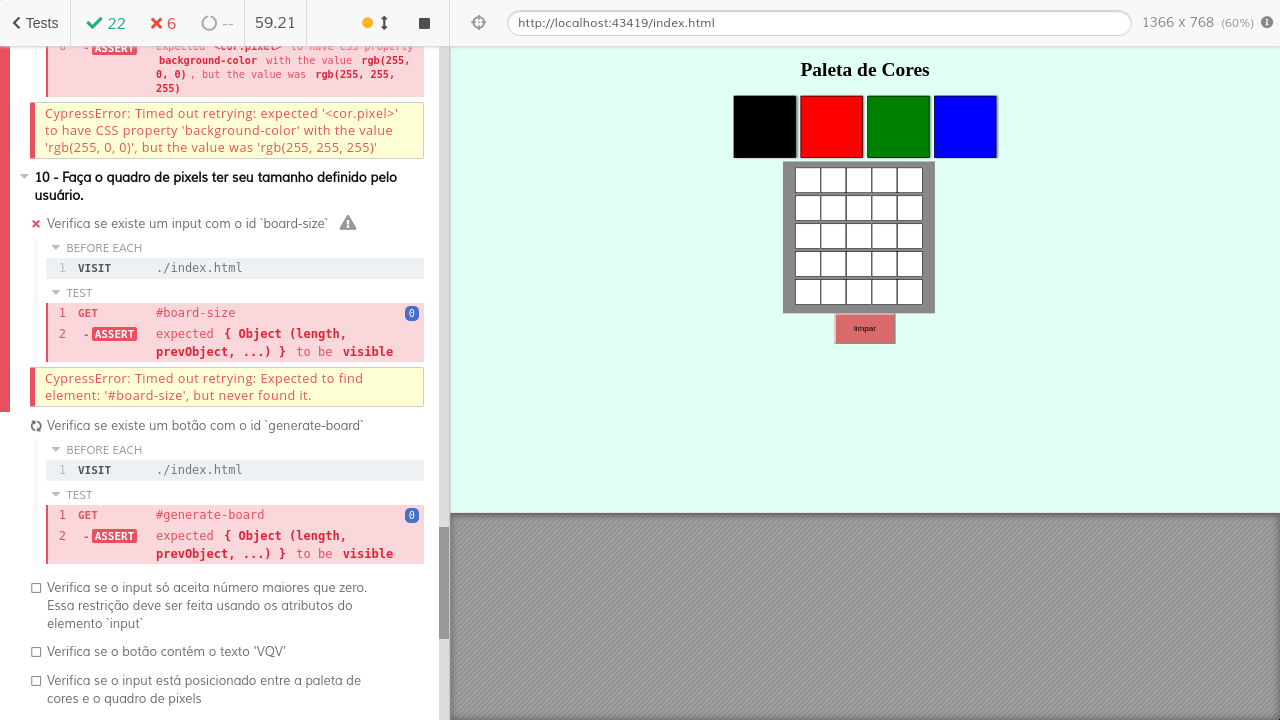 Tests
22
6
--
59.21
http://localhost:43419/index.html
1366 x 768 (60%)
- ASSERT expected <cor.pixel> to have CSS property
background-color with the value rgb(255,
0, 0) , but the value was rgb(255, 255,
255)
CypressError: Timed out retrying: expected '<cor.pixel>'
to have CSS property 'background-color' with the value
'rgb(255, 0, 0)', but the value was 'rgb(255, 255, 255)'
10 - Faça o quadro de pixels ter seu tamanho definido pelo
usuário.
Verifica se existe um input com o id `board-size`
BEFORE EACH
1 VISIT ./index.html
TEST
1 GET #board-size 0
2 - ASSERT expected { Object (length,
prevObject, ...) } to be visible
CypressError: Timed out retrying: Expected to find
element: '#board-size', but never found it.
Verifica se existe um botão com o id `generate-board`
BEFORE EACH
1 VISIT ./index.html
TEST
1 GET #generate-board 0
2 - ASSERT expected { Object (length,
prevObject, ...) } to be visible
Verifica se o input só aceita número maiores que zero.
Essa restrição deve ser feita usando os atributos do
elemento `input`
Verifica se o botão contém o texto 'VQV'
Verifica se o input está posicionado entre a paleta de
cores e o quadro de pixels
Paleta de Cores
limpar